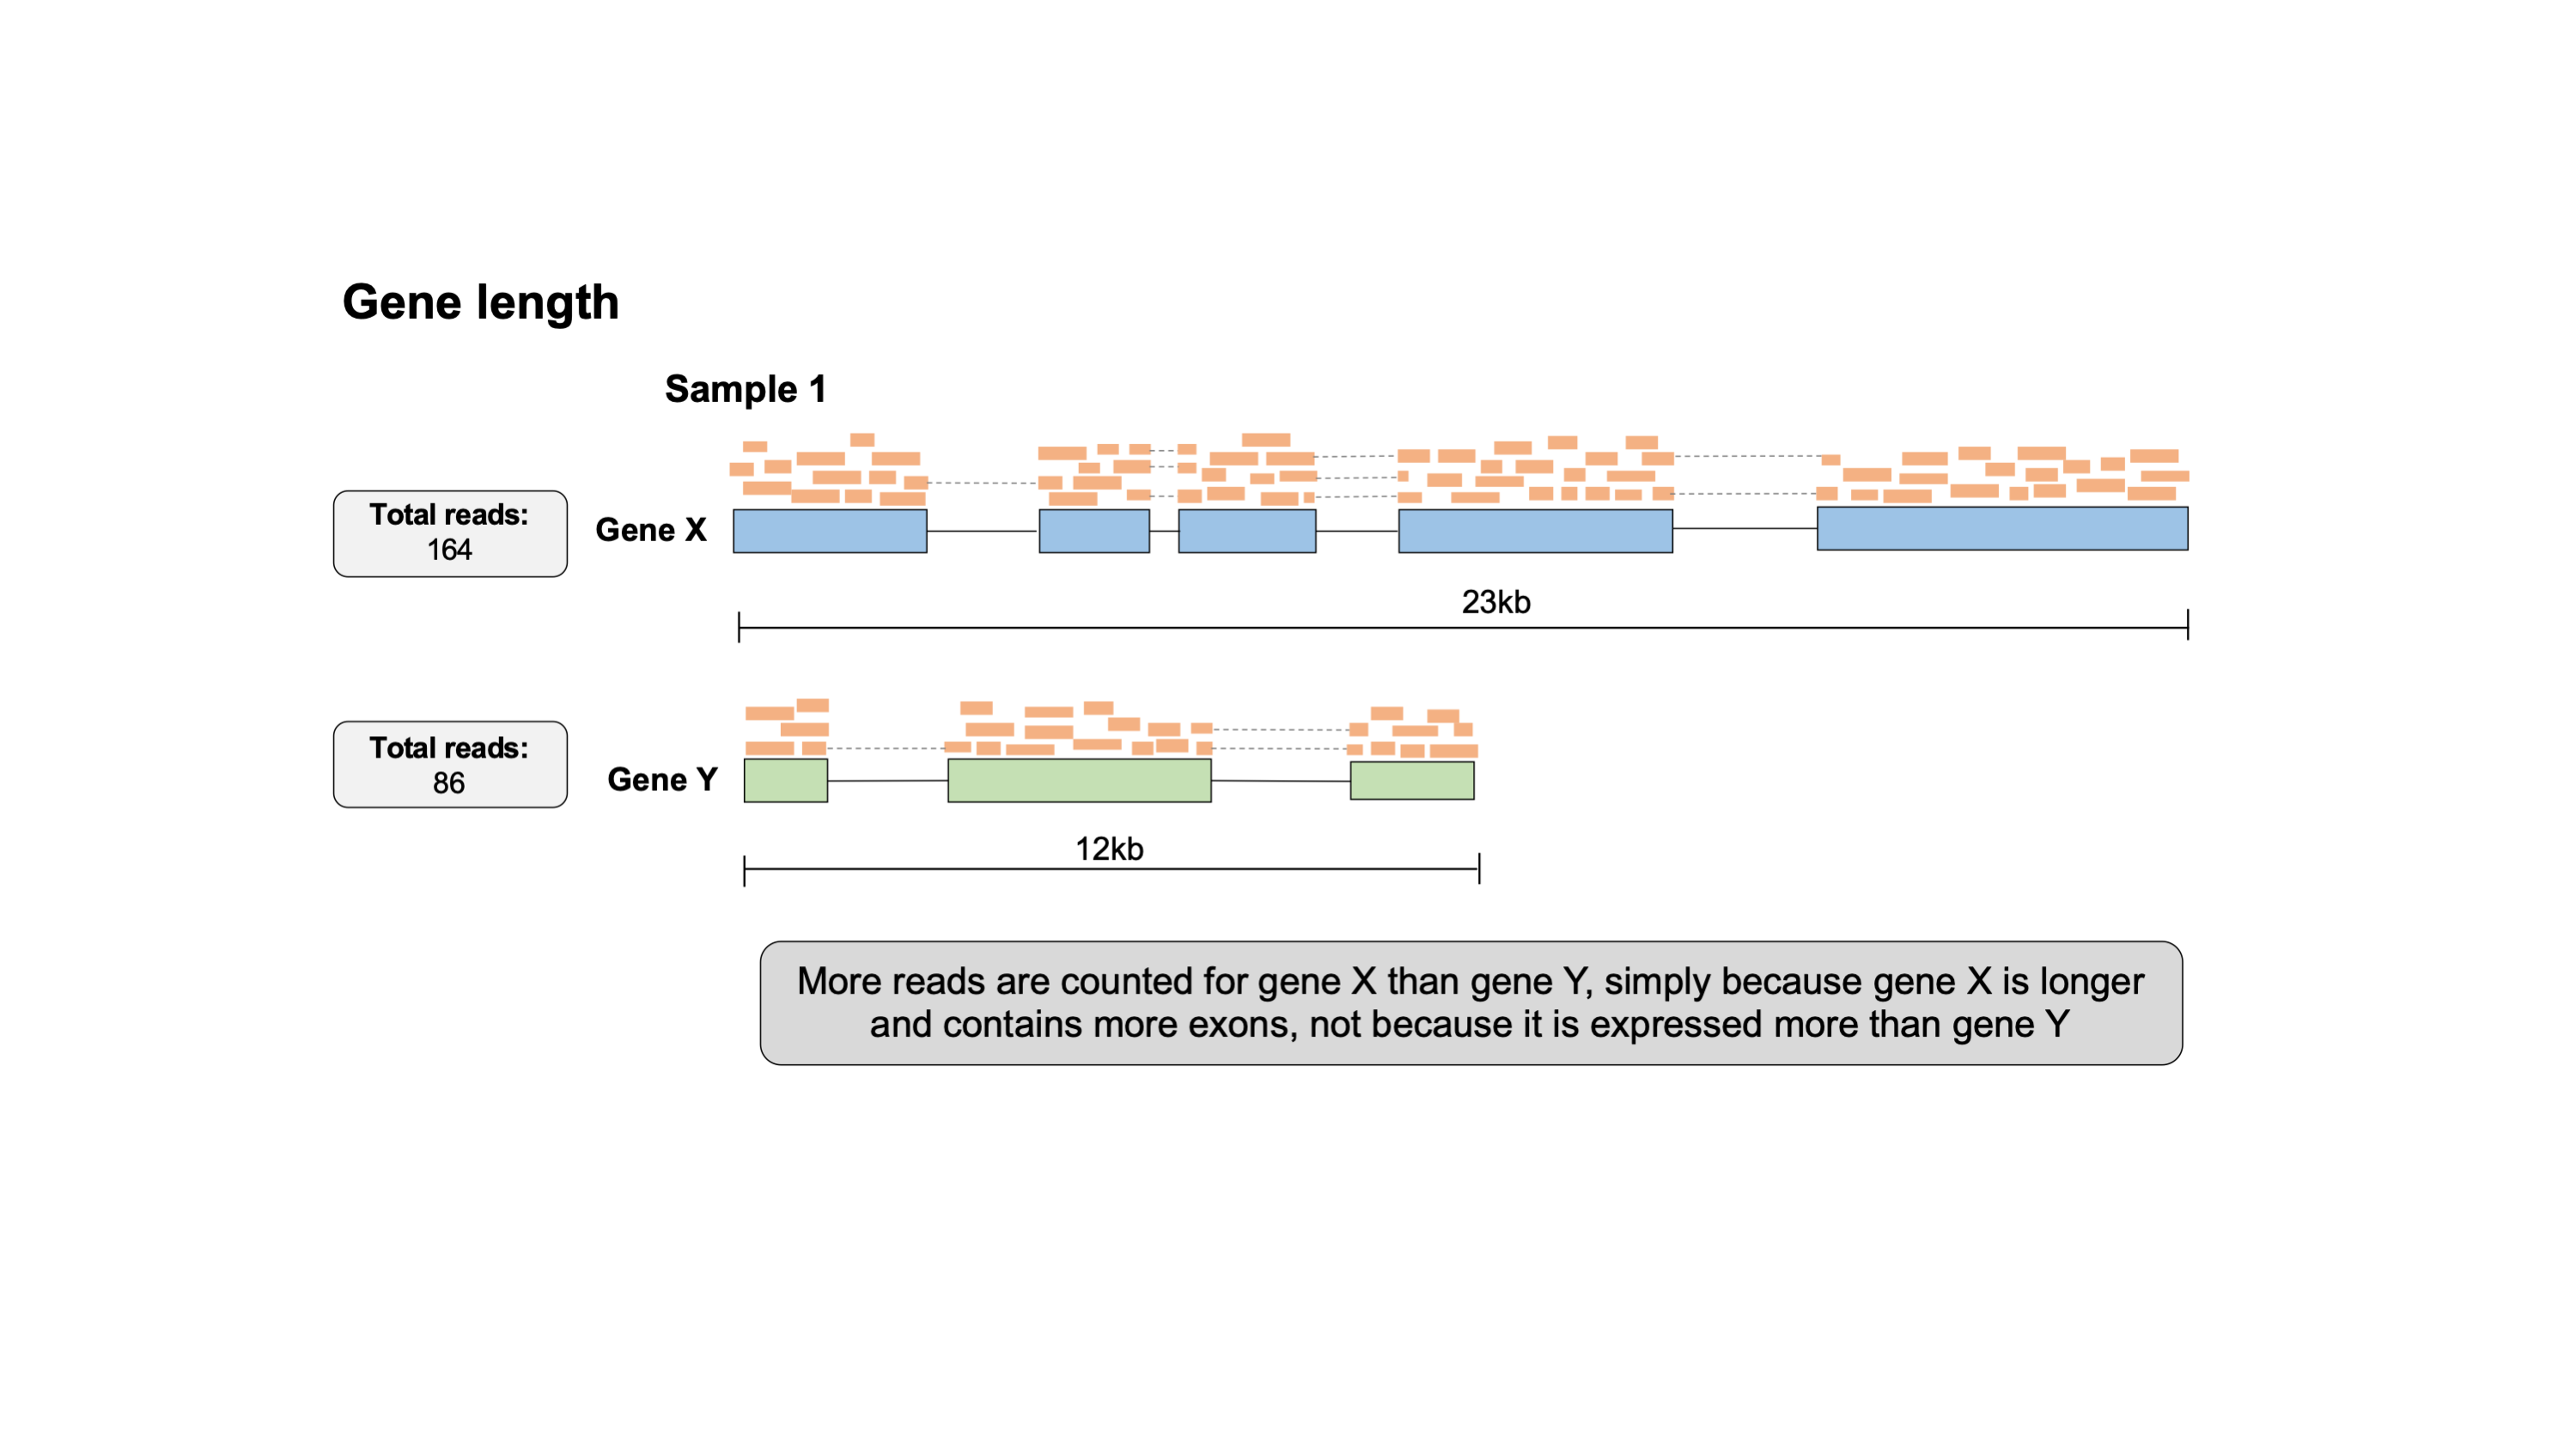 Gene length
Sample 1
Total reads:
164
Gene X
23kb
Total reads:
86
Gene Y
12kb
More reads are counted for gene X than gene Y, simply because gene X is longer
and contains more exons, not because it is expressed more than gene Y